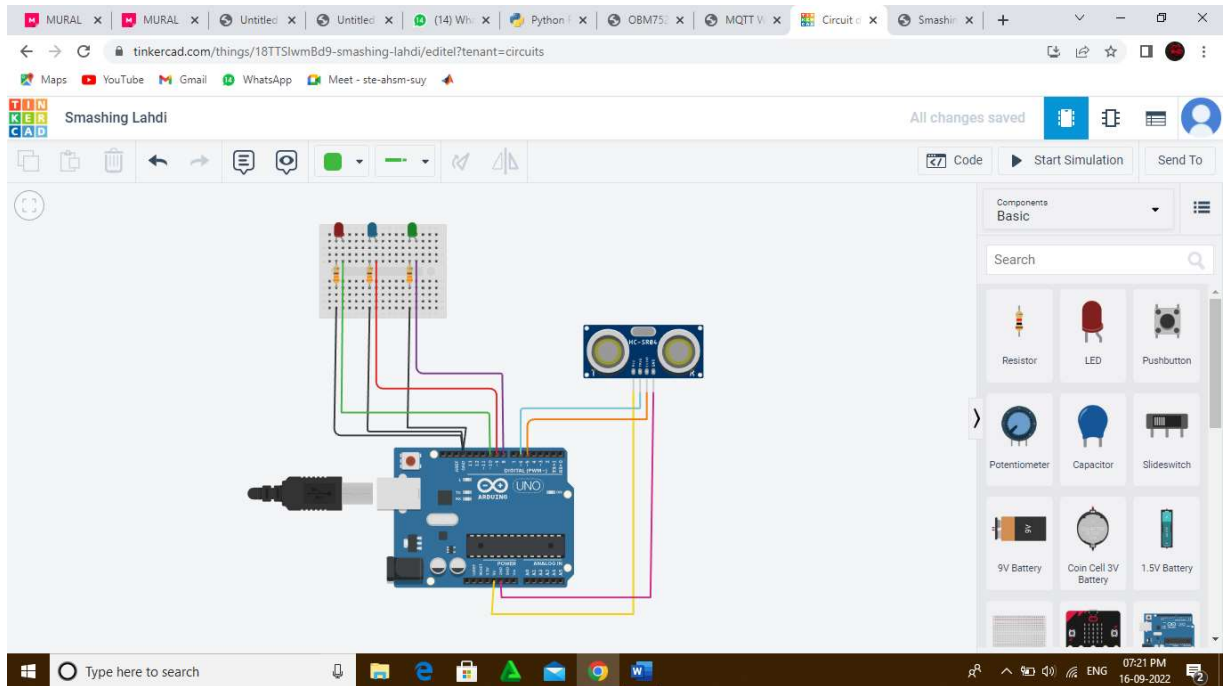 MURAL
MURAL
Untitled
Untitled
(14) Wh
Python
OBM752
MQTT V
Circuit d
Smashin
tinkercad.com/things/18TTSlwmBd9-smashing-lahdi/editel?tenant=circuits
Maps
YouTube
Gmail
WhatsApp
Meet - ste-ahsm-suy
TIN
KER
CAD
Smashing Lahdi
All changes saved
Code
Start Simulation
Send To
Components
Basic
Search
HC-SR04
Resistor
LED
Pushbutton
DIGITAL (PWM~)
UNO
ARDUINO
Potentiometer
Capacitor
Slideswitch
POWER
ANALOG IN
9V
9V Battery
Coin Cell 3V
Battery
1.5V Battery
Type here to search
ENG
07:21 PM
16-09-2022
2